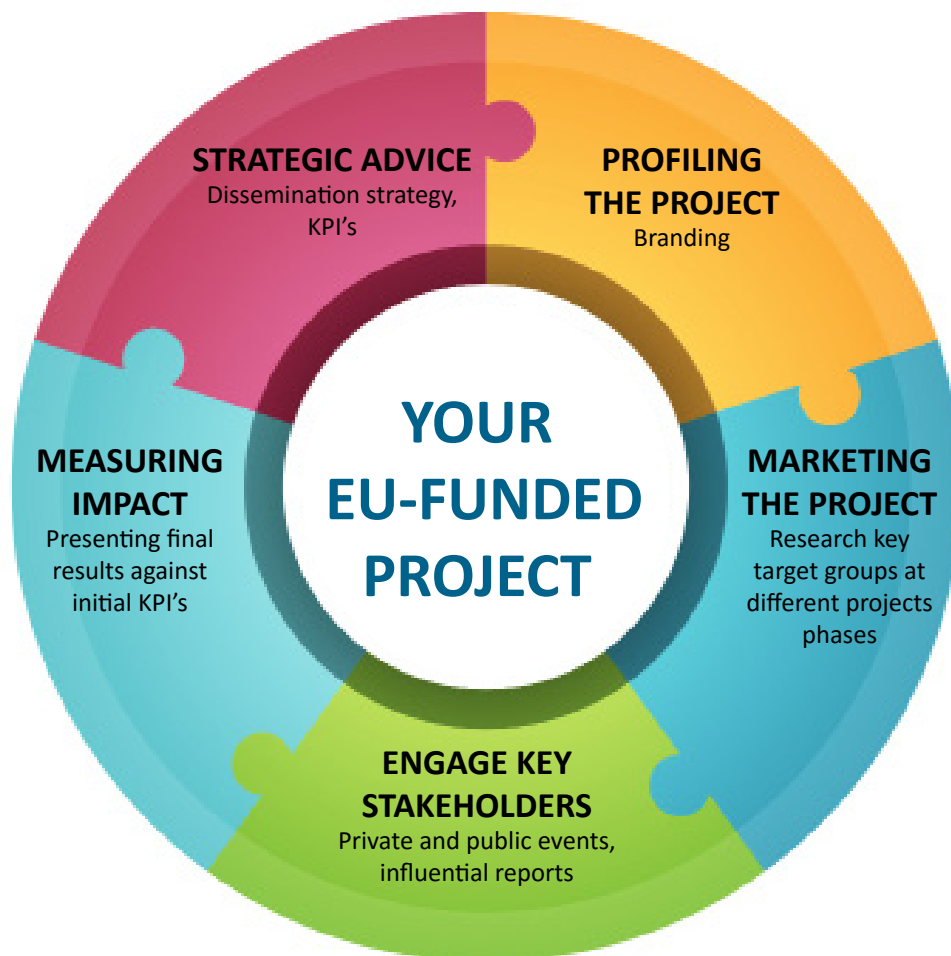 STRATEGIC ADVICE
Dissemination strategy,
KPI's
PROFILING
THE PROJECT
Branding
YOUR
EU-FUNDED
PROJECT
MEASURING
IMPACT
Presenting final
results against
initial KPI's
MARKETING
THE PROJECT
Research key
target groups at
different projects
phases
ENGAGE KEY
STAKEHOLDERS
Private and public events,
influential reports